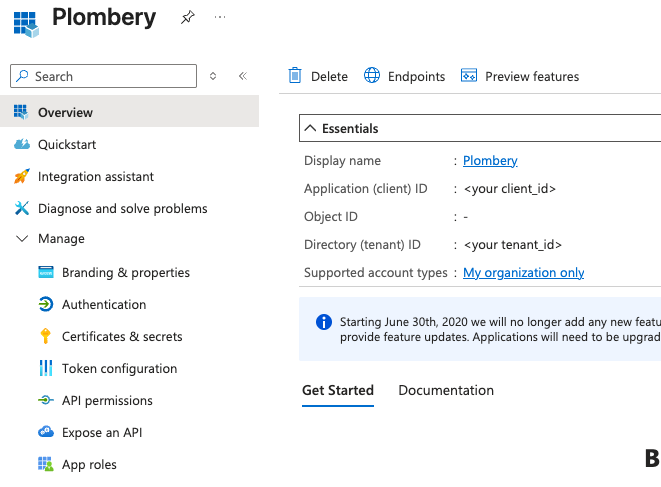 Plombery
Search
Overview
Quickstart
Integration assistant
Diagnose and solve problems
Manage
Branding & properties
Authentication
Certificates & secrets
Token configuration
API permissions
Expose an API
App roles
Delete Endpoints Preview features
Essentials
Display name : Plombery
Application (client) ID : <your client_id>
Object ID : -
Directory (tenant) ID : <your tenant_id>
Supported account types : My organization only
Starting June 30th, 2020 we will no longer add any new featu
provide feature updates. Applications will need to be upgrad
Get Started Documentation
B